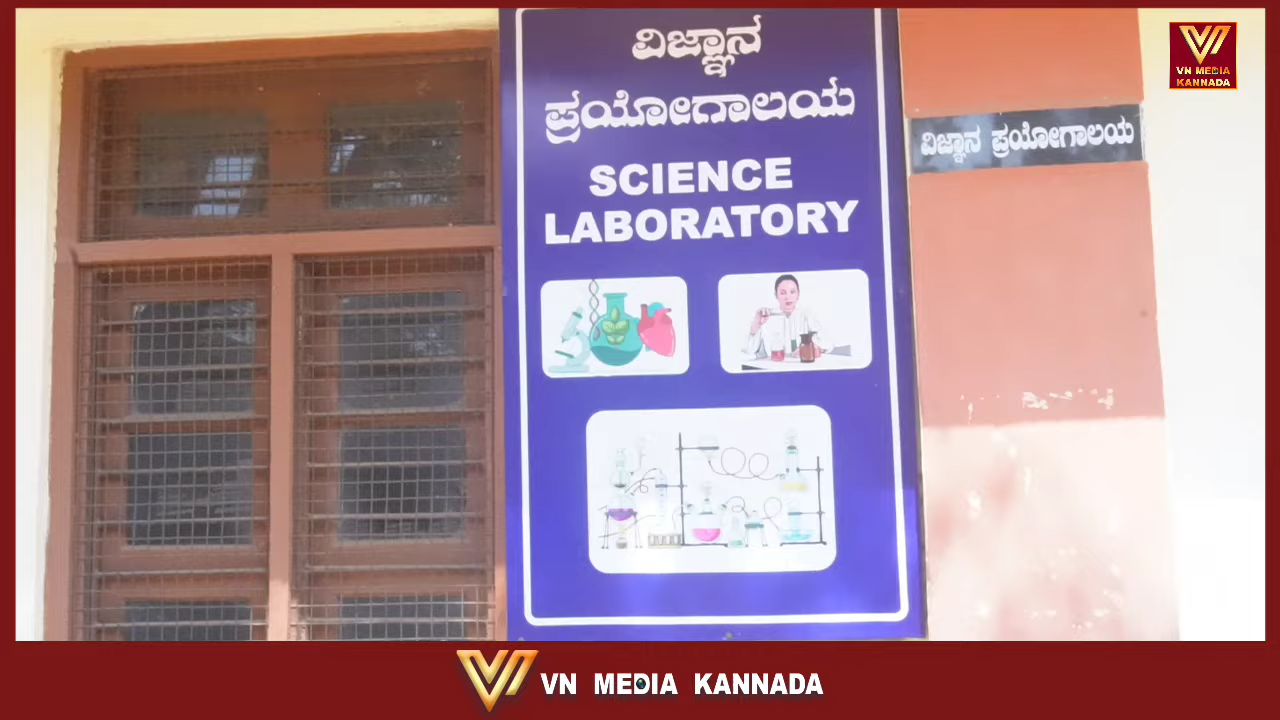 ವಿಜ್ಞಾನ
ಪ್ರಯೋಗಾಲಯ
SCIENCE
LABORATORY
ವಿಜ್ಞಾನ ಪ್ರಯೋಗಾಲಯ
VN MEDIA
KANNADA
VN MEDIA KANNADA